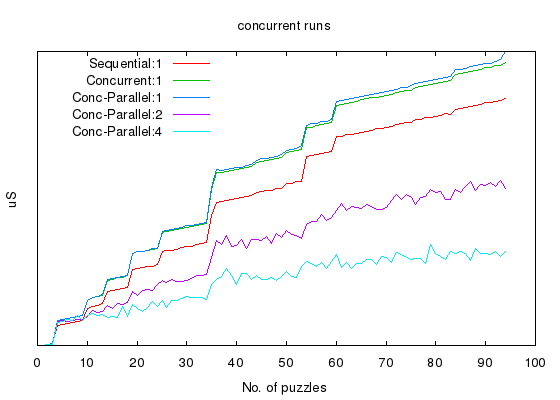 concurrent runs
Sequential:1
Concurrent:1
Conc-Parallel:1
Conc-Parallel:2
Conc-Parallel:4
uS
0 10 20 30 40 50 60 70 80 90 100
No. of puzzles